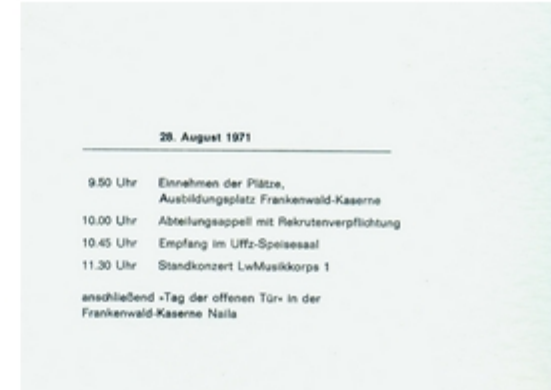 28. August 1971
9.50 Uhr Einnehmen der Plätze,
Ausbildungsplatz Frankenwald-Kaserne
10.00 Uhr Abteilungsappell mit Rekrutenverpflichtung
10.45 Uhr Empfang im Uffz-Speisesaal
11.30 Uhr Standkonzert LwMusikkorps 1
anschließend »Tag der offenen Tür« in der
Frankenwald-Kaserne Naila